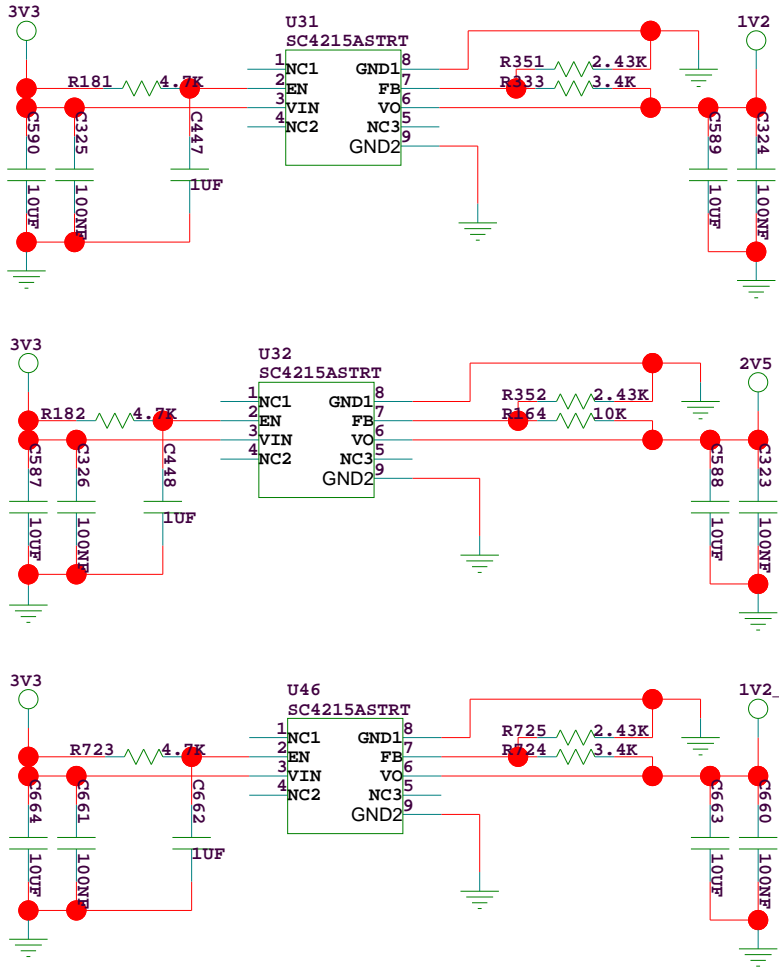 3V3
U31
SC4215ASTRT
1V2
R181 4.7K
1 NC1
2 EN
3 VIN
4 NC2
GND1 8
FB 7
VO 6
NC3 5
GND2 9
R351 2.43K
R333 3.4K
C590
10UF
C325
100NF
C447
1UF
C589
10UF
C324
100NF
3V3
U32
SC4215ASTRT
2V5
R182 4.7K
1 NC1
2 EN
3 VIN
4 NC2
GND1 8
FB 7
VO 6
NC3 5
GND2 9
R352 2.43K
R164 10K
C587
10UF
C326
100NF
C448
1UF
C588
10UF
C323
100NF
3V3
U46
SC4215ASTRT
1V2_
R723 4.7K
1 NC1
2 EN
3 VIN
4 NC2
GND1 8
FB 7
VO 6
NC3 5
GND2 9
R725 2.43K
R724 3.4K
C664
10UF
C661
100NF
C662
1UF
C663
10UF
C660
100NF